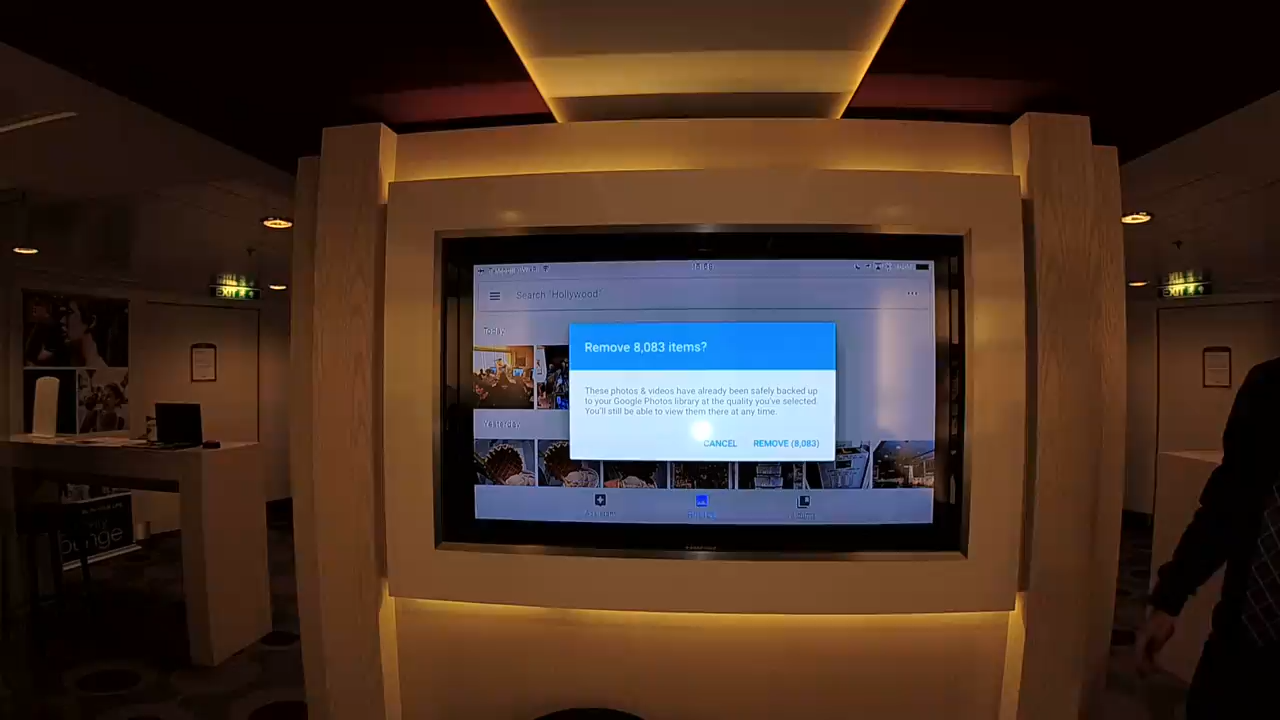 EXIT
EXIT
Search "Hollywood"
Today
Remove 8,083 items?
These photos & videos have already been safely backed up
to your Google Photos library at the quality you've selected.
You'll still be able to view them there at any time.
Yesterday
CANCEL REMOVE (8,083)
Assistant
SAMSUNG